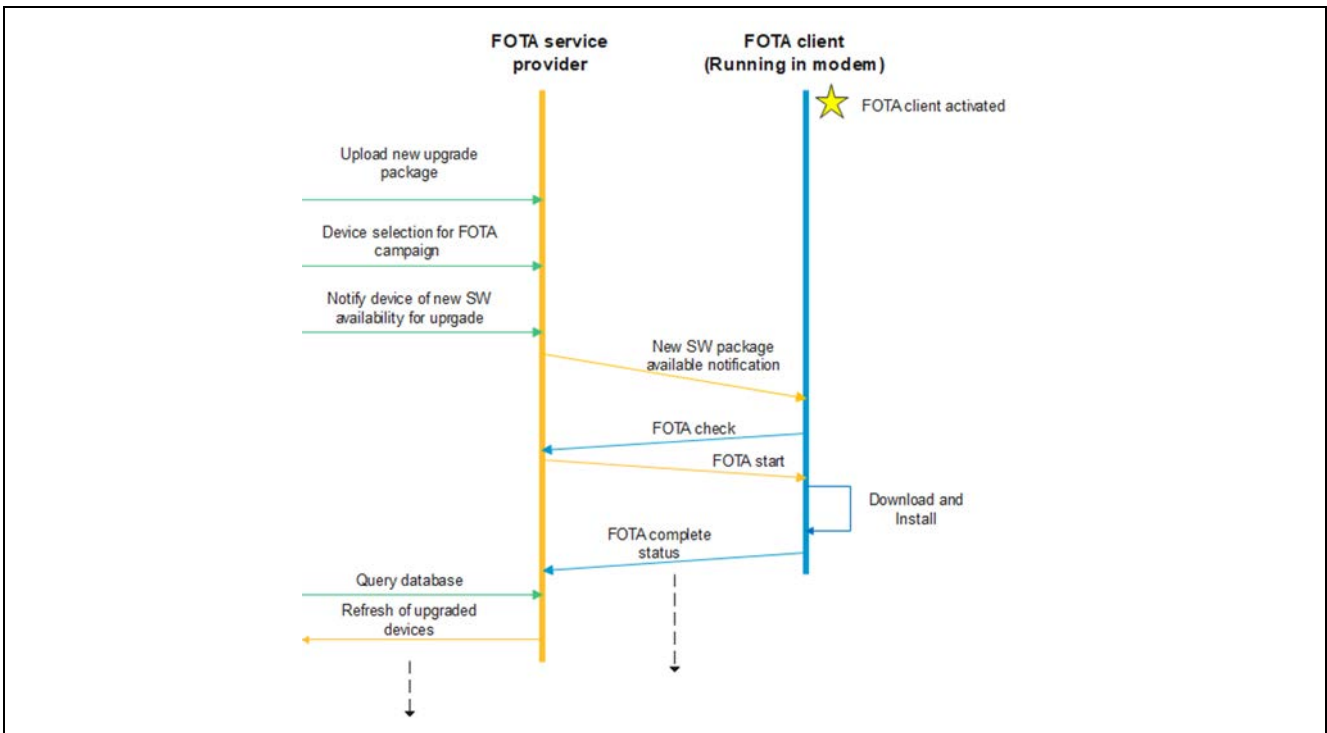 FOTA service
provider
FOTA client
(Running in modem)
FOTA client activated
Upload new upgrade
package
Device selection for FOTA
campaign
Notify device of new SW
availability for uprgade
New SW package
available notification
FOTA check
FOTA start
Download and
Install
FOTA complete
status
Query database
Refresh of upgraded
devices